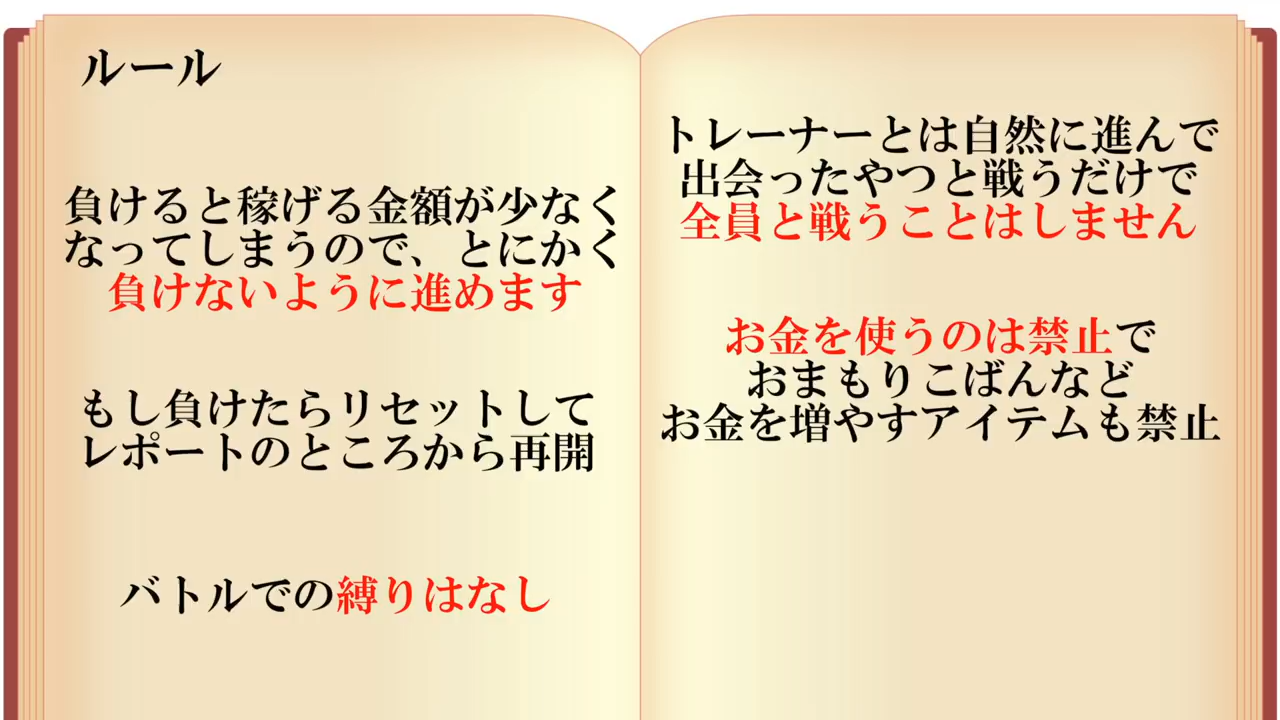 ルール
負けると稼げる金額が少なく
なってしまうので、とにかく
負けないように進めます
もし負けたらリセットして
レポートのところから再開
バトルでの縛りはなし
トレーナーとは自然に進んで
出会ったやつと戦うだけで
全員と戦うことはしません
お金を使うのは禁止で
おまもりこばんなど
お金を増やすアイテムも禁止